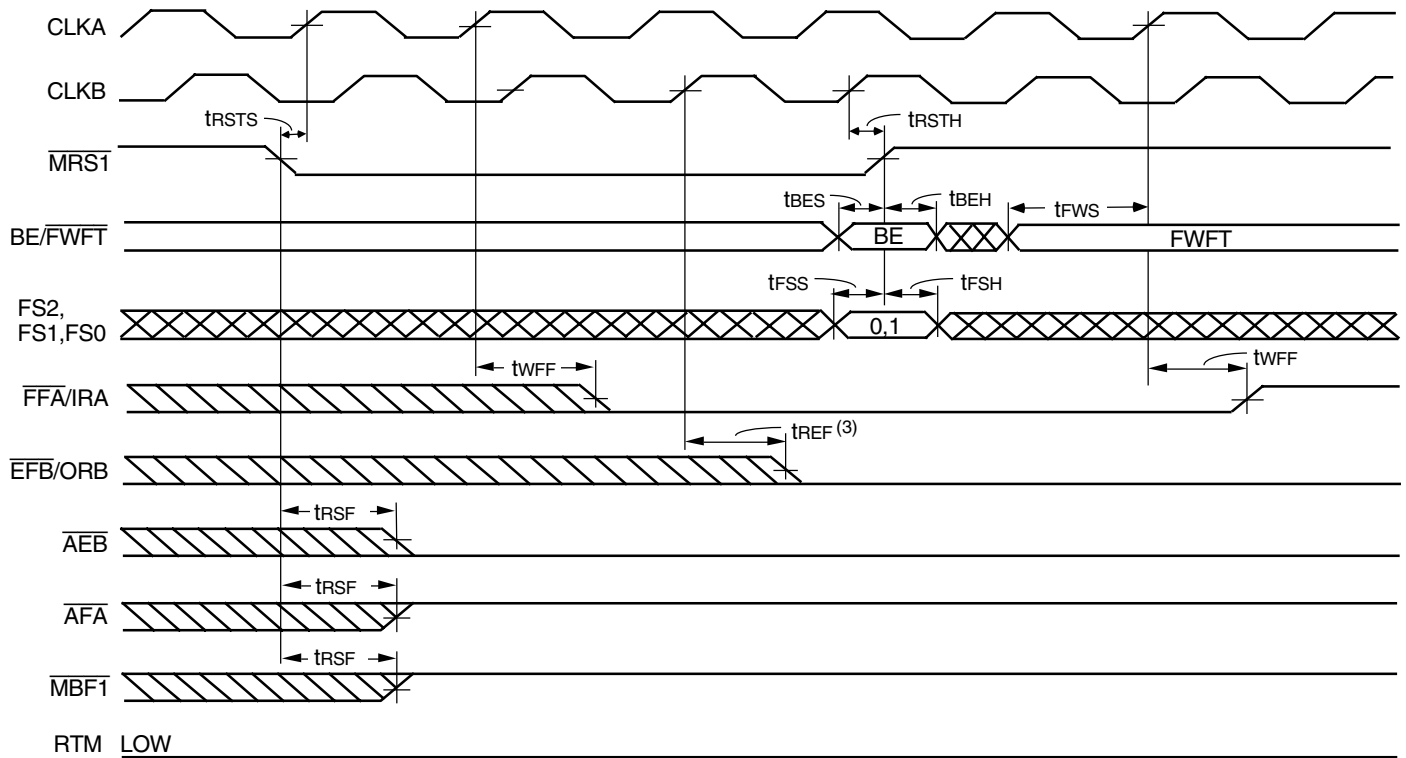 CLKA
CLKB
tRSTS
tRSTH
MRS1
tBES
tBEH
tFWS
BE/FWFT
BE
FWFT
tFSS
tFSH
FS2,
FS1,FS0
0,1
tWFF
tWFF
FFA/IRA
tREF (3)
EFB/ORB
tRSF
AEB
tRSF
AFA
tRSF
MBF1
RTM LOW